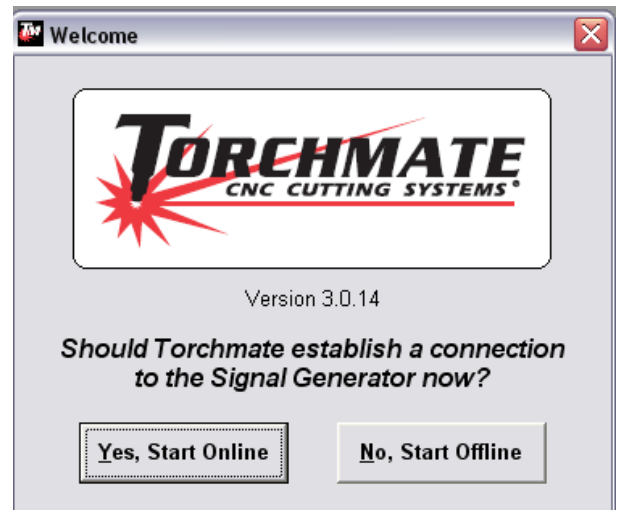 Welcome
TORCHMATE
CNC CUTTING SYSTEMS®
Version 3.0.14
Should Torchmate establish a connection
to the Signal Generator now?
Yes, Start Online
No, Start Offline